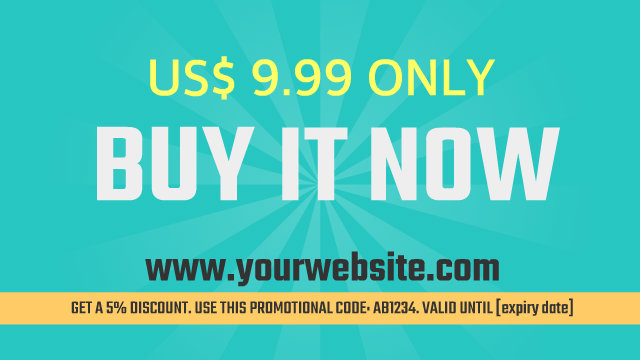 US$ 9.99 ONLY
BUY IT NOW
www.yourwebsite.com
GET A 5% DISCOUNT. USE THIS PROMOTIONAL CODE: AB1234. VALID UNTIL [expiry date]